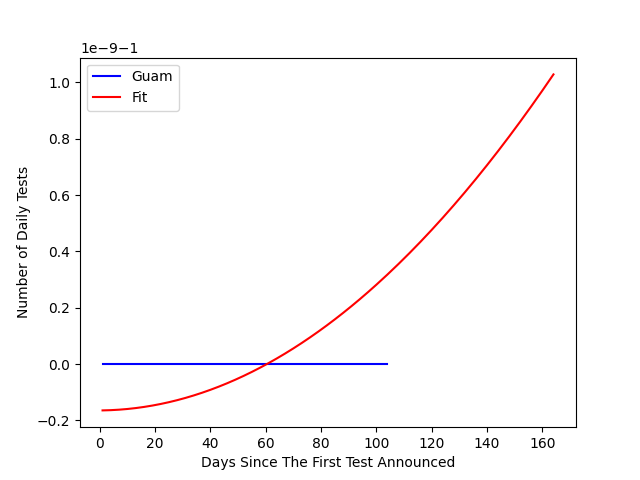 1e−9−1
Guam
Fit
1.0
0.8
0.6
0.4
0.2
0.0
−0.2
Number of Daily Tests
0 20 40 60 80 100 120 140 160
Days Since The First Test Announced